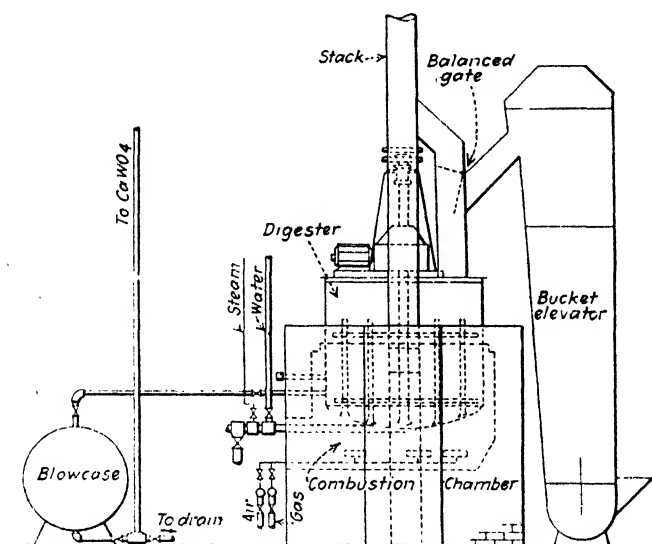 Stack
Balanced
gate
To CaWO4
Digester
Steam
Water
Bucket
elevator
Blowcase
Combustion Chamber
To drain
Air
Gas